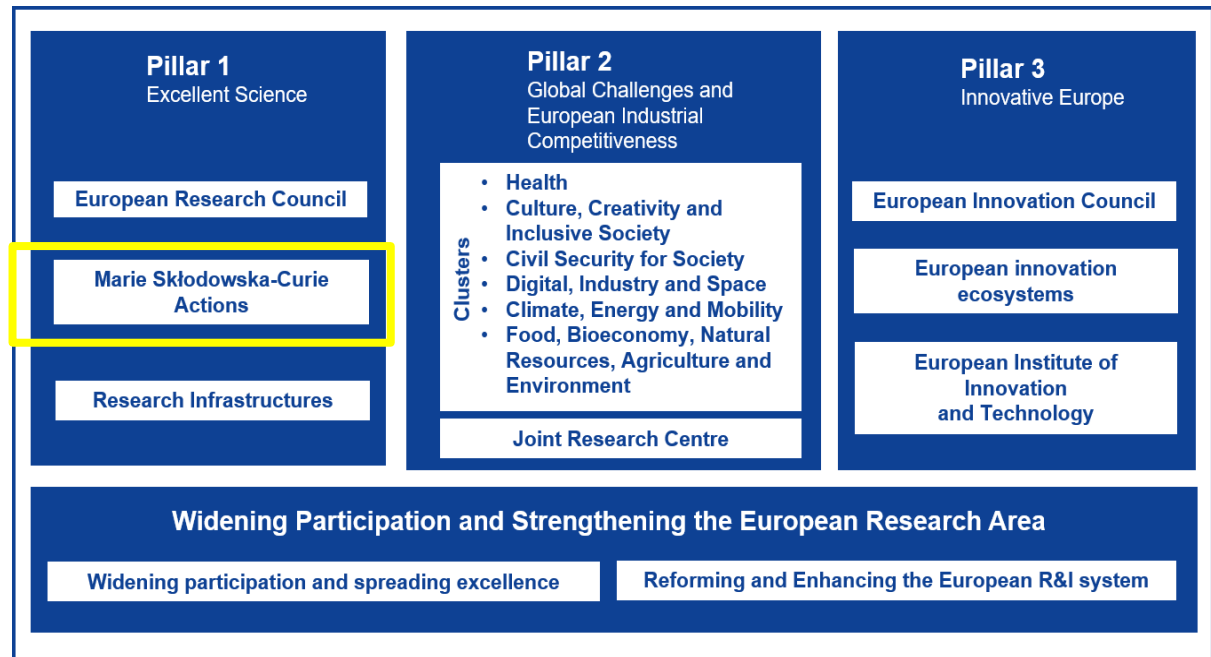 Pillar 1
Excellent Science
European Research Council
Marie Skłodowska-Curie
Actions
Research Infrastructures
Pillar 2
Global Challenges and
European Industrial
Competitiveness
Clusters
• Health
• Culture, Creativity and
Inclusive Society
• Civil Security for Society
• Digital, Industry and Space
• Climate, Energy and Mobility
• Food, Bioeconomy, Natural
Resources, Agriculture and
Environment
Joint Research Centre
Pillar 3
Innovative Europe
European Innovation Council
European innovation
ecosystems
European Institute of
Innovation
and Technology
Widening Participation and Strengthening the European Research Area
Widening participation and spreading excellence
Reforming and Enhancing the European R&I system